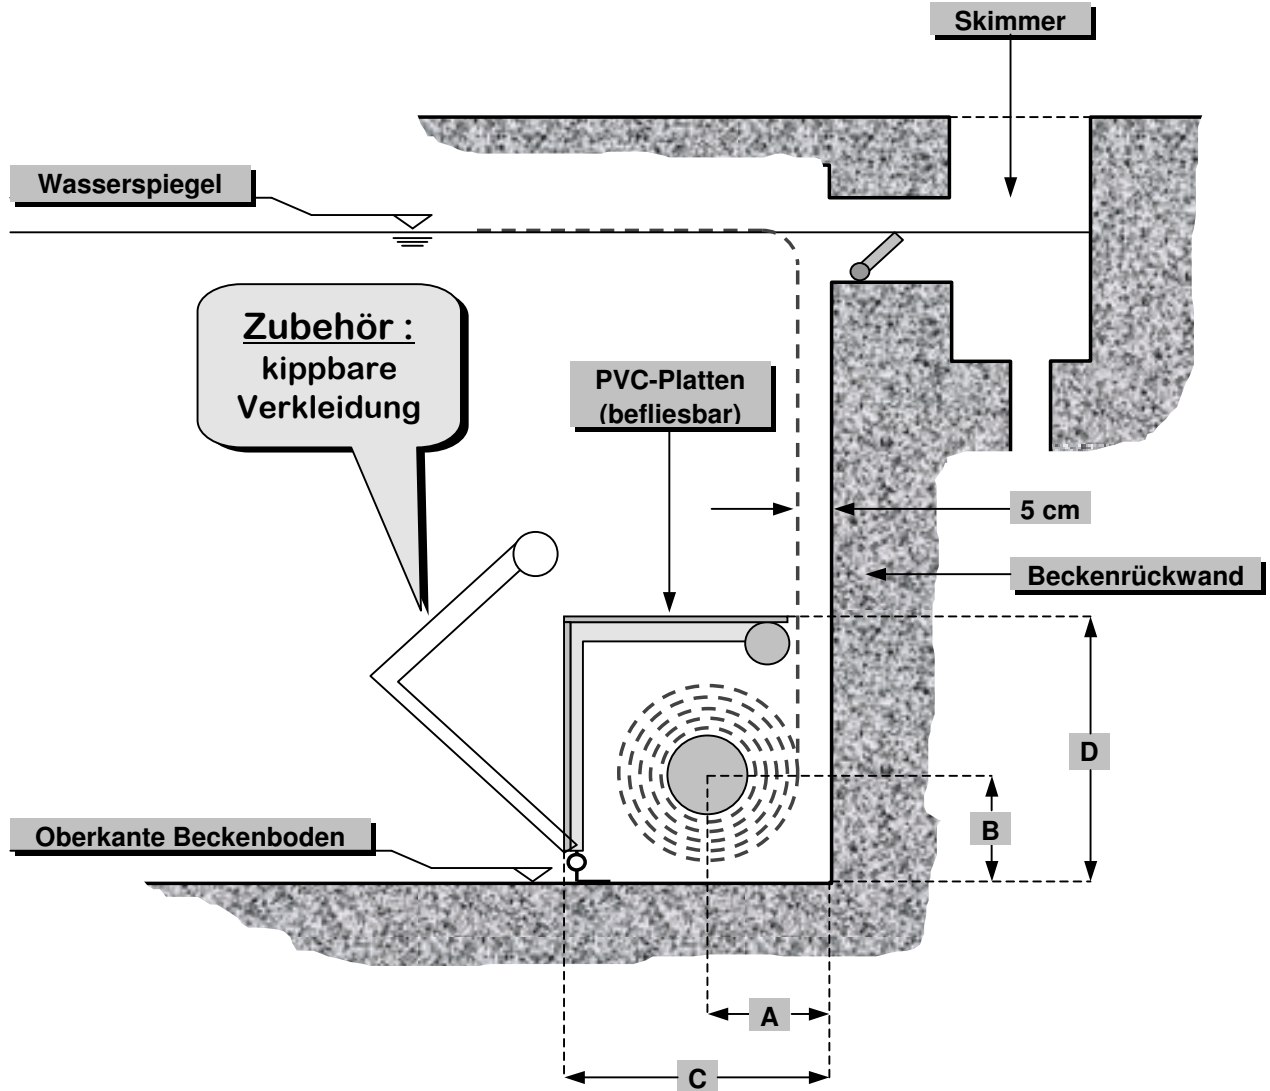 Skimmer
Wasserspiegel
Zubehör :
kippbare
Verkleidung
PVC-Platten
(befliesbar)
5 cm
Beckenrückwand
D
B
Oberkante Beckenboden
A
C